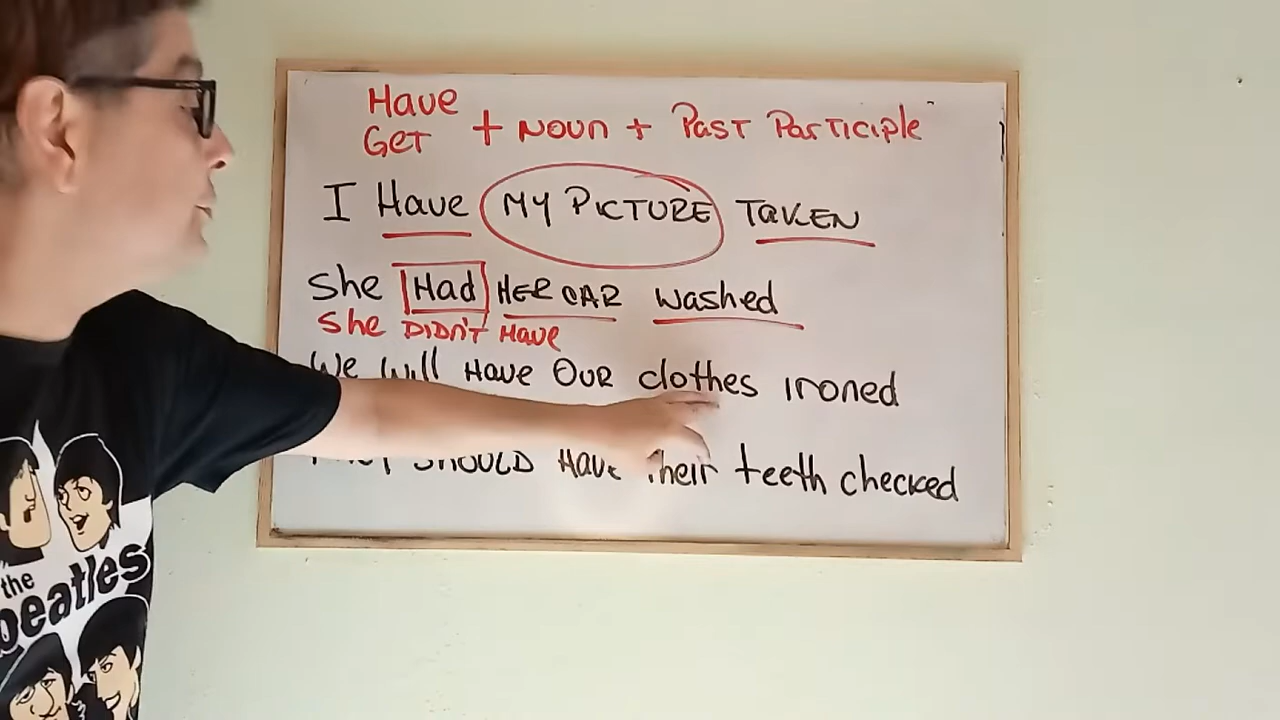 Have
GET + NOUN + PAST PARTICIPLE
I Have MY PICTURE TAKEN
She Had HER CAR washed
She DIDN'T HAVE
We Will HAVE OUR clothes ironed
SHOULD HAVE Their teeth checked
the
beatles